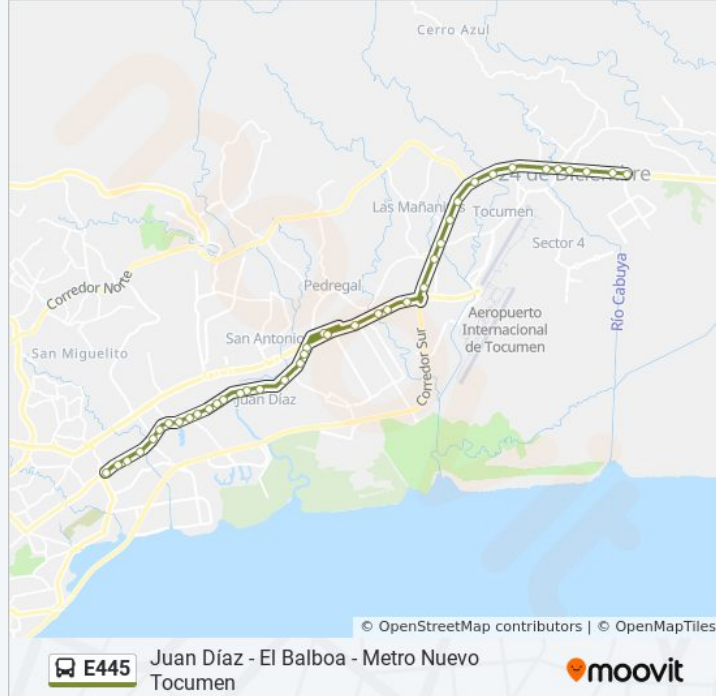 Cerro Azul
24 de Diciembre
Las Mañanitas
Tocumen
Sector 4
Pedregal
Corredor Norte
Río Cabuya
Aeropuerto
Internacional
de Tocumen
San Antonio
San Miguelito
Corredor Sur
Juan Díaz
© OpenStreetMap contributors | © OpenMapTiles
E445
Juan Díaz - El Balboa - Metro Nuevo
Tocumen
moovit